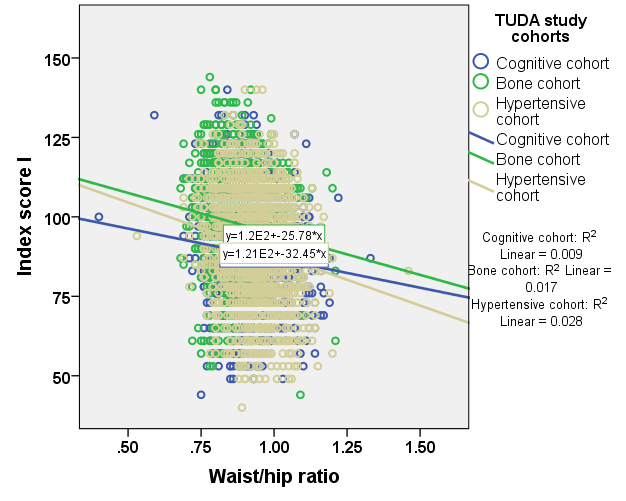 TUDA study
cohorts
Cognitive cohort
Bone cohort
Hypertensive
cohort
Cognitive cohort
Bone cohort
Hypertensive
cohort
Cognitive cohort: R²
Linear = 0.009
Bone cohort: R² Linear =
0.017
Hypertensive cohort: R²
Linear = 0.028
Index score I
150
125
100
75
50
y=1.2E2+-25.78*x
y=1.21E2+-32.45*x
.50
.75
1.00
1.25
1.50
Waist/hip ratio